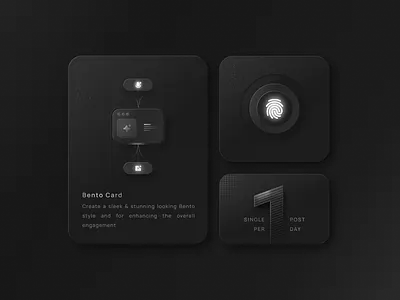 Bento Card
Create a sleek & stunning looking Bento
style and for enhancing the overall
engagement
SINGLE 1 POST
PER DAY